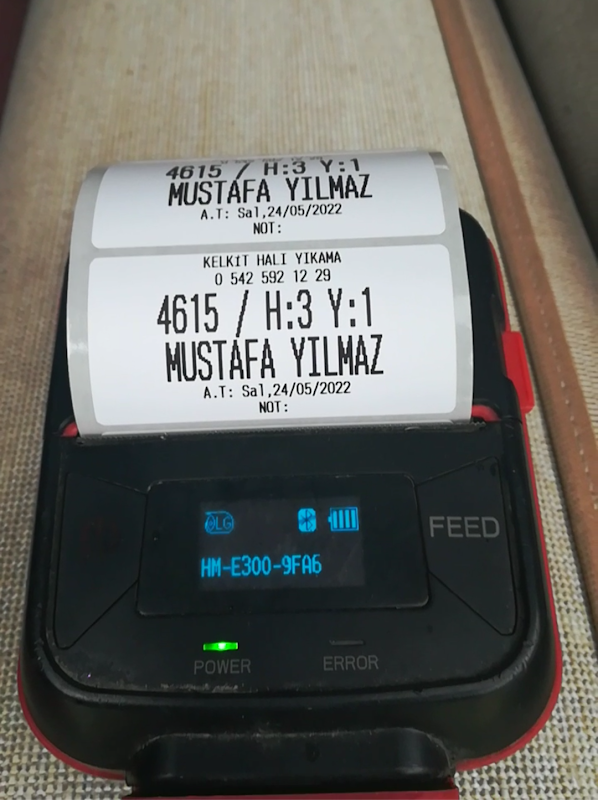 4615 / H:3 Y:1
MUSTAFA YILMAZ
A.T: Sal,24/05/2022
NOT:
KELKİT HALI YIKAMA
0 542 592 12 29
4615 / H:3 Y:1
MUSTAFA YILMAZ
A.T: Sal,24/05/2022
NOT:
FEED
HM-E300-9FA6
POWER
ERROR